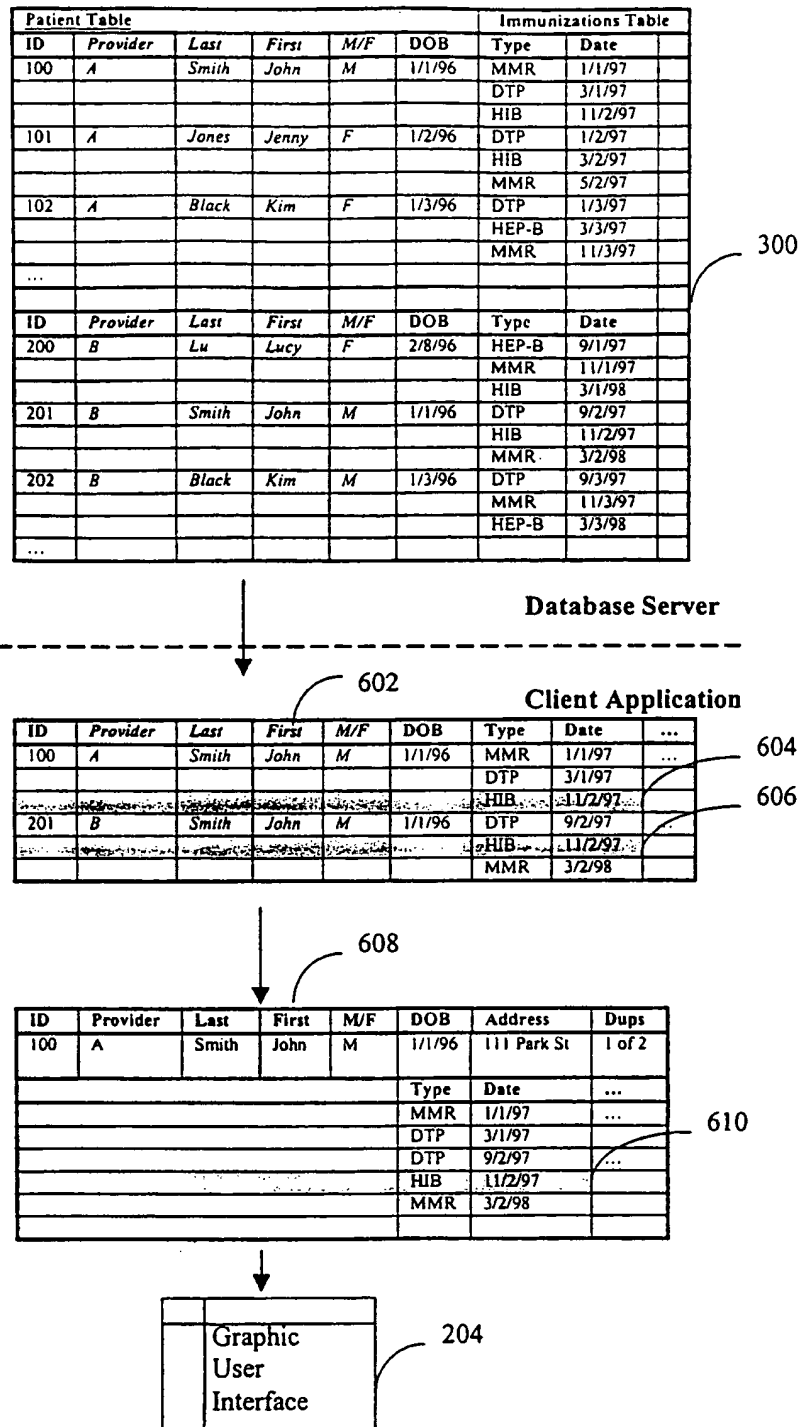 Patient Table Immunizations Table
ID Provider Last First M/F DOB Type Date
100 A Smith John M 1/1/96 MMR 1/1/97
DTP 3/1/97
HIB 11/2/97
101 A Jones Jenny F 1/2/96 DTP 1/2/97
HIB 3/2/97
MMR 5/2/97
102 A Black Kim F 1/3/96 DTP 1/3/97
HEP-B 3/3/97
MMR 11/3/97
300
...
ID Provider Last First M/F DOB Type Date
200 B Lu Lucy F 2/8/96 HEP-B 9/1/97
MMR 11/1/97
HIB 3/1/98
201 B Smith John M 1/1/96 DTP 9/2/97
HIB 11/2/97
MMR 3/2/98
202 B Black Kim M 1/3/96 DTP 9/3/97
MMR 11/3/97
HEP-B 3/3/98
...
Database Server
602
Client Application
ID Provider Last First M/F DOB Type Date ...
100 A Smith John M 1/1/96 MMR 1/1/97 ...
604
DTP 3/1/97
HIB 11/2/97
606
201 B Smith John M 1/1/96 DTP 9/2/97 ...
HIB 11/2/97
MMR 3/2/98
608
ID Provider Last First M/F DOB Address Dups
100 A Smith John M 1/1/96 111 Park St 1 of 2
Type Date ...
MMR 1/1/97 ...
610
DTP 3/1/97
DTP 9/2/97 ...
HIB 11/2/97
MMR 3/2/98
Graphic
204
User
Interface